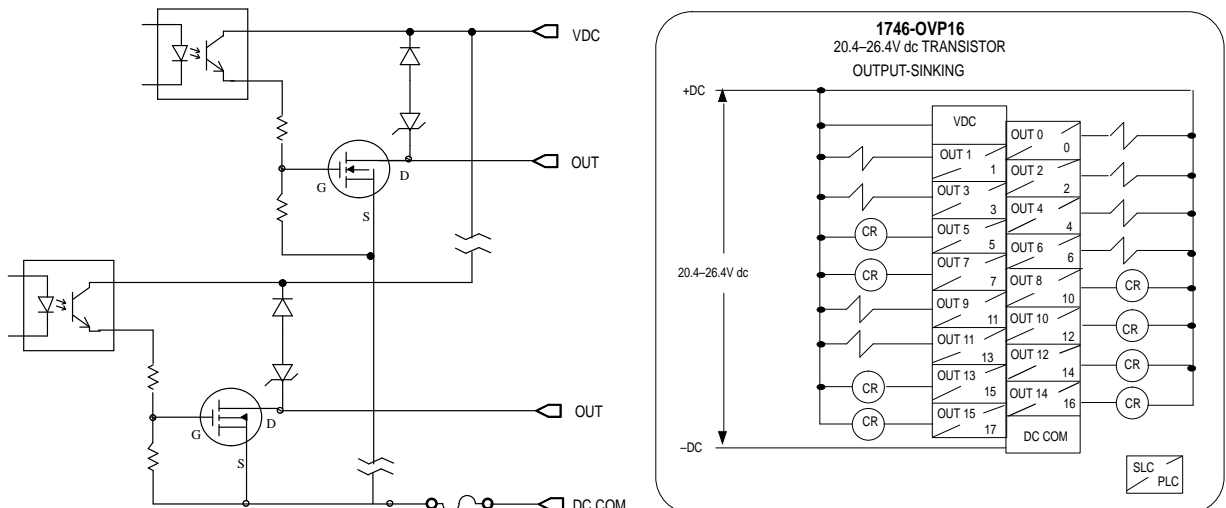 VDC
OUT
G
D
S
OUT
G
D
S
DC COM
1746-OVP16
20.4–26.4V dc TRANSISTOR
OUTPUT-SINKING
+DC
20.4–26.4V dc
–DC
VDC
OUT 0
0
OUT 1
1
OUT 2
2
OUT 3
3
OUT 4
4
OUT 5
5
OUT 6
6
OUT 7
7
OUT 8
10
OUT 9
11
OUT 10
12
OUT 11
13
OUT 12
14
OUT 13
15
OUT 14
16
OUT 15
17
DC COM
CR
CR
CR
CR
CR
CR
CR
CR
SLC
PLC